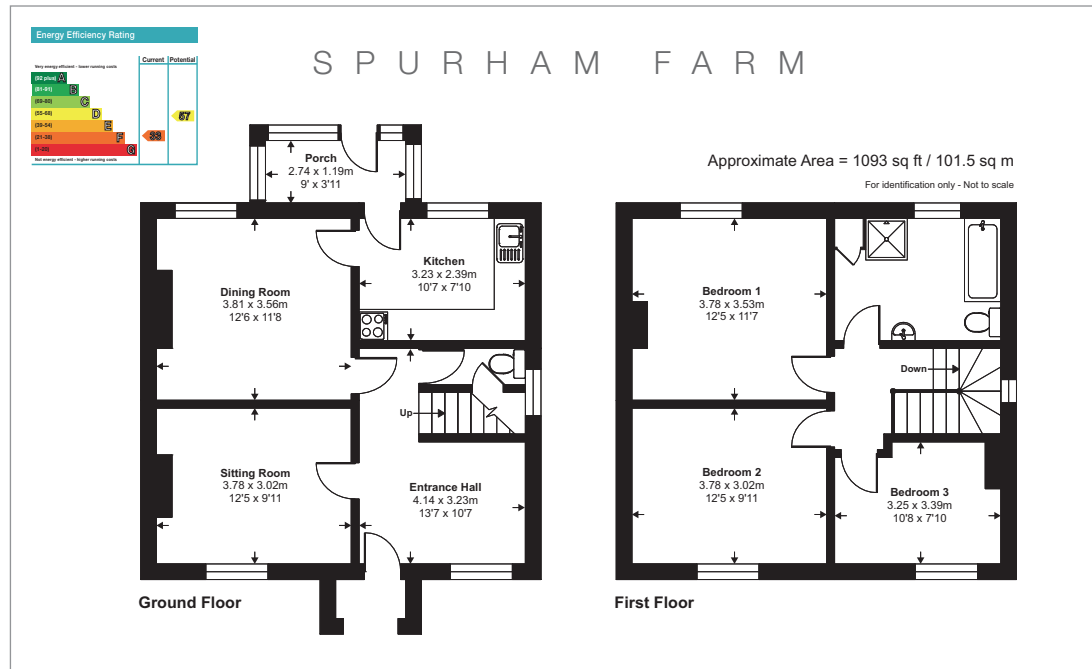 Energy Efficiency Rating
Current Potential
Very energy efficient - lower running costs
(92 plus) A
(81-91) B
(69-80) C
(55-68) D
(39-54) E
(21-38) F
(1-20) G
33
57
Not energy efficient - higher running costs
SPURHAM FARM
Approximate Area = 1093 sq ft / 101.5 sq m
For identification only - Not to scale
Porch
2.74 x 1.19m
9' x 3'11
Kitchen
3.23 x 2.39m
10'7 x 7'10
Dining Room
3.81 x 3.56m
12'6 x 11'8
Up
Sitting Room
3.78 x 3.02m
12'5 x 9'11
Entrance Hall
4.14 x 3.23m
13'7 x 10'7
Ground Floor
Bedroom 1
3.78 x 3.53m
12'5 x 11'7
Down
Bedroom 2
3.78 x 3.02m
12'5 x 9'11
Bedroom 3
3.25 x 3.39m
10'8 x 7'10
First Floor